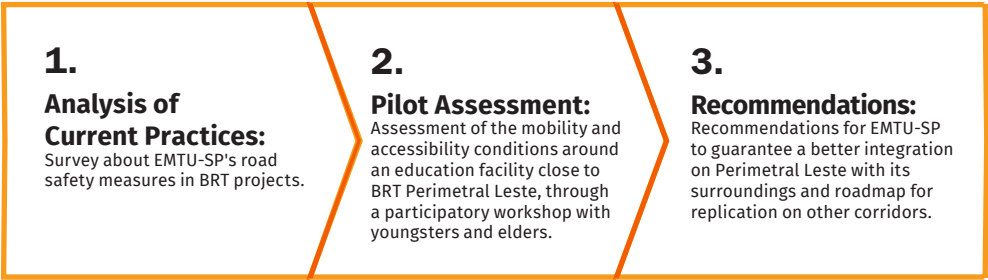 1.
Analysis of
Current Practices:
Survey about EMTU-SP's road
safety measures in BRT projects.
2.
Pilot Assessment:
Assessment of the mobility and
accessibility conditions around
an education facility close to
BRT Perimetral Leste, through
a participatory workshop with
youngsters and elders.
3.
Recommendations:
Recommendations for EMTU-SP
to guarantee a better integration
on Perimetral Leste with its
surroundings and roadmap for
replication on other corridors.